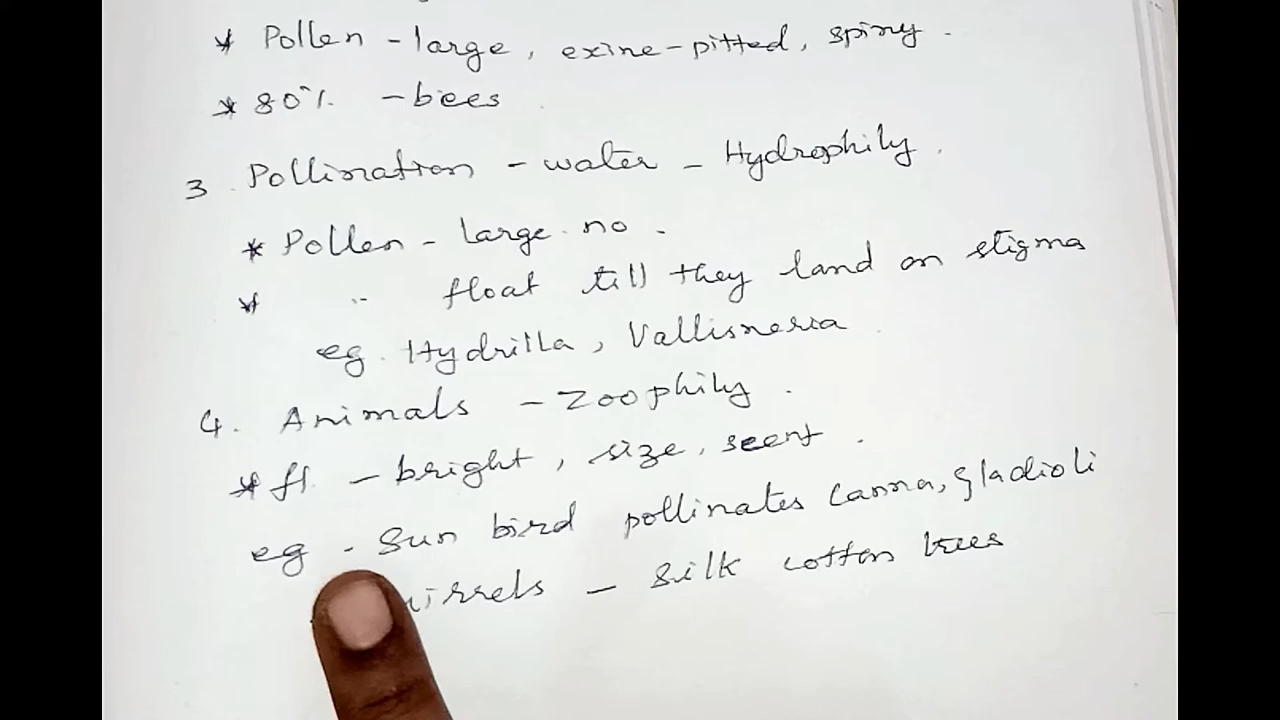 * Pollen - large, exine-pitted, spiny.
* 80% - bees
3. Pollination - water - Hydrophily.
* Pollen - large no.
* " float till they land on stigma
eg. Hydrilla, Vallisneria
4. Animals - Zoophily.
* fl. - bright, size, scent.
eg - Sun bird pollinates Canna, gladioli
- Silk cotton trees